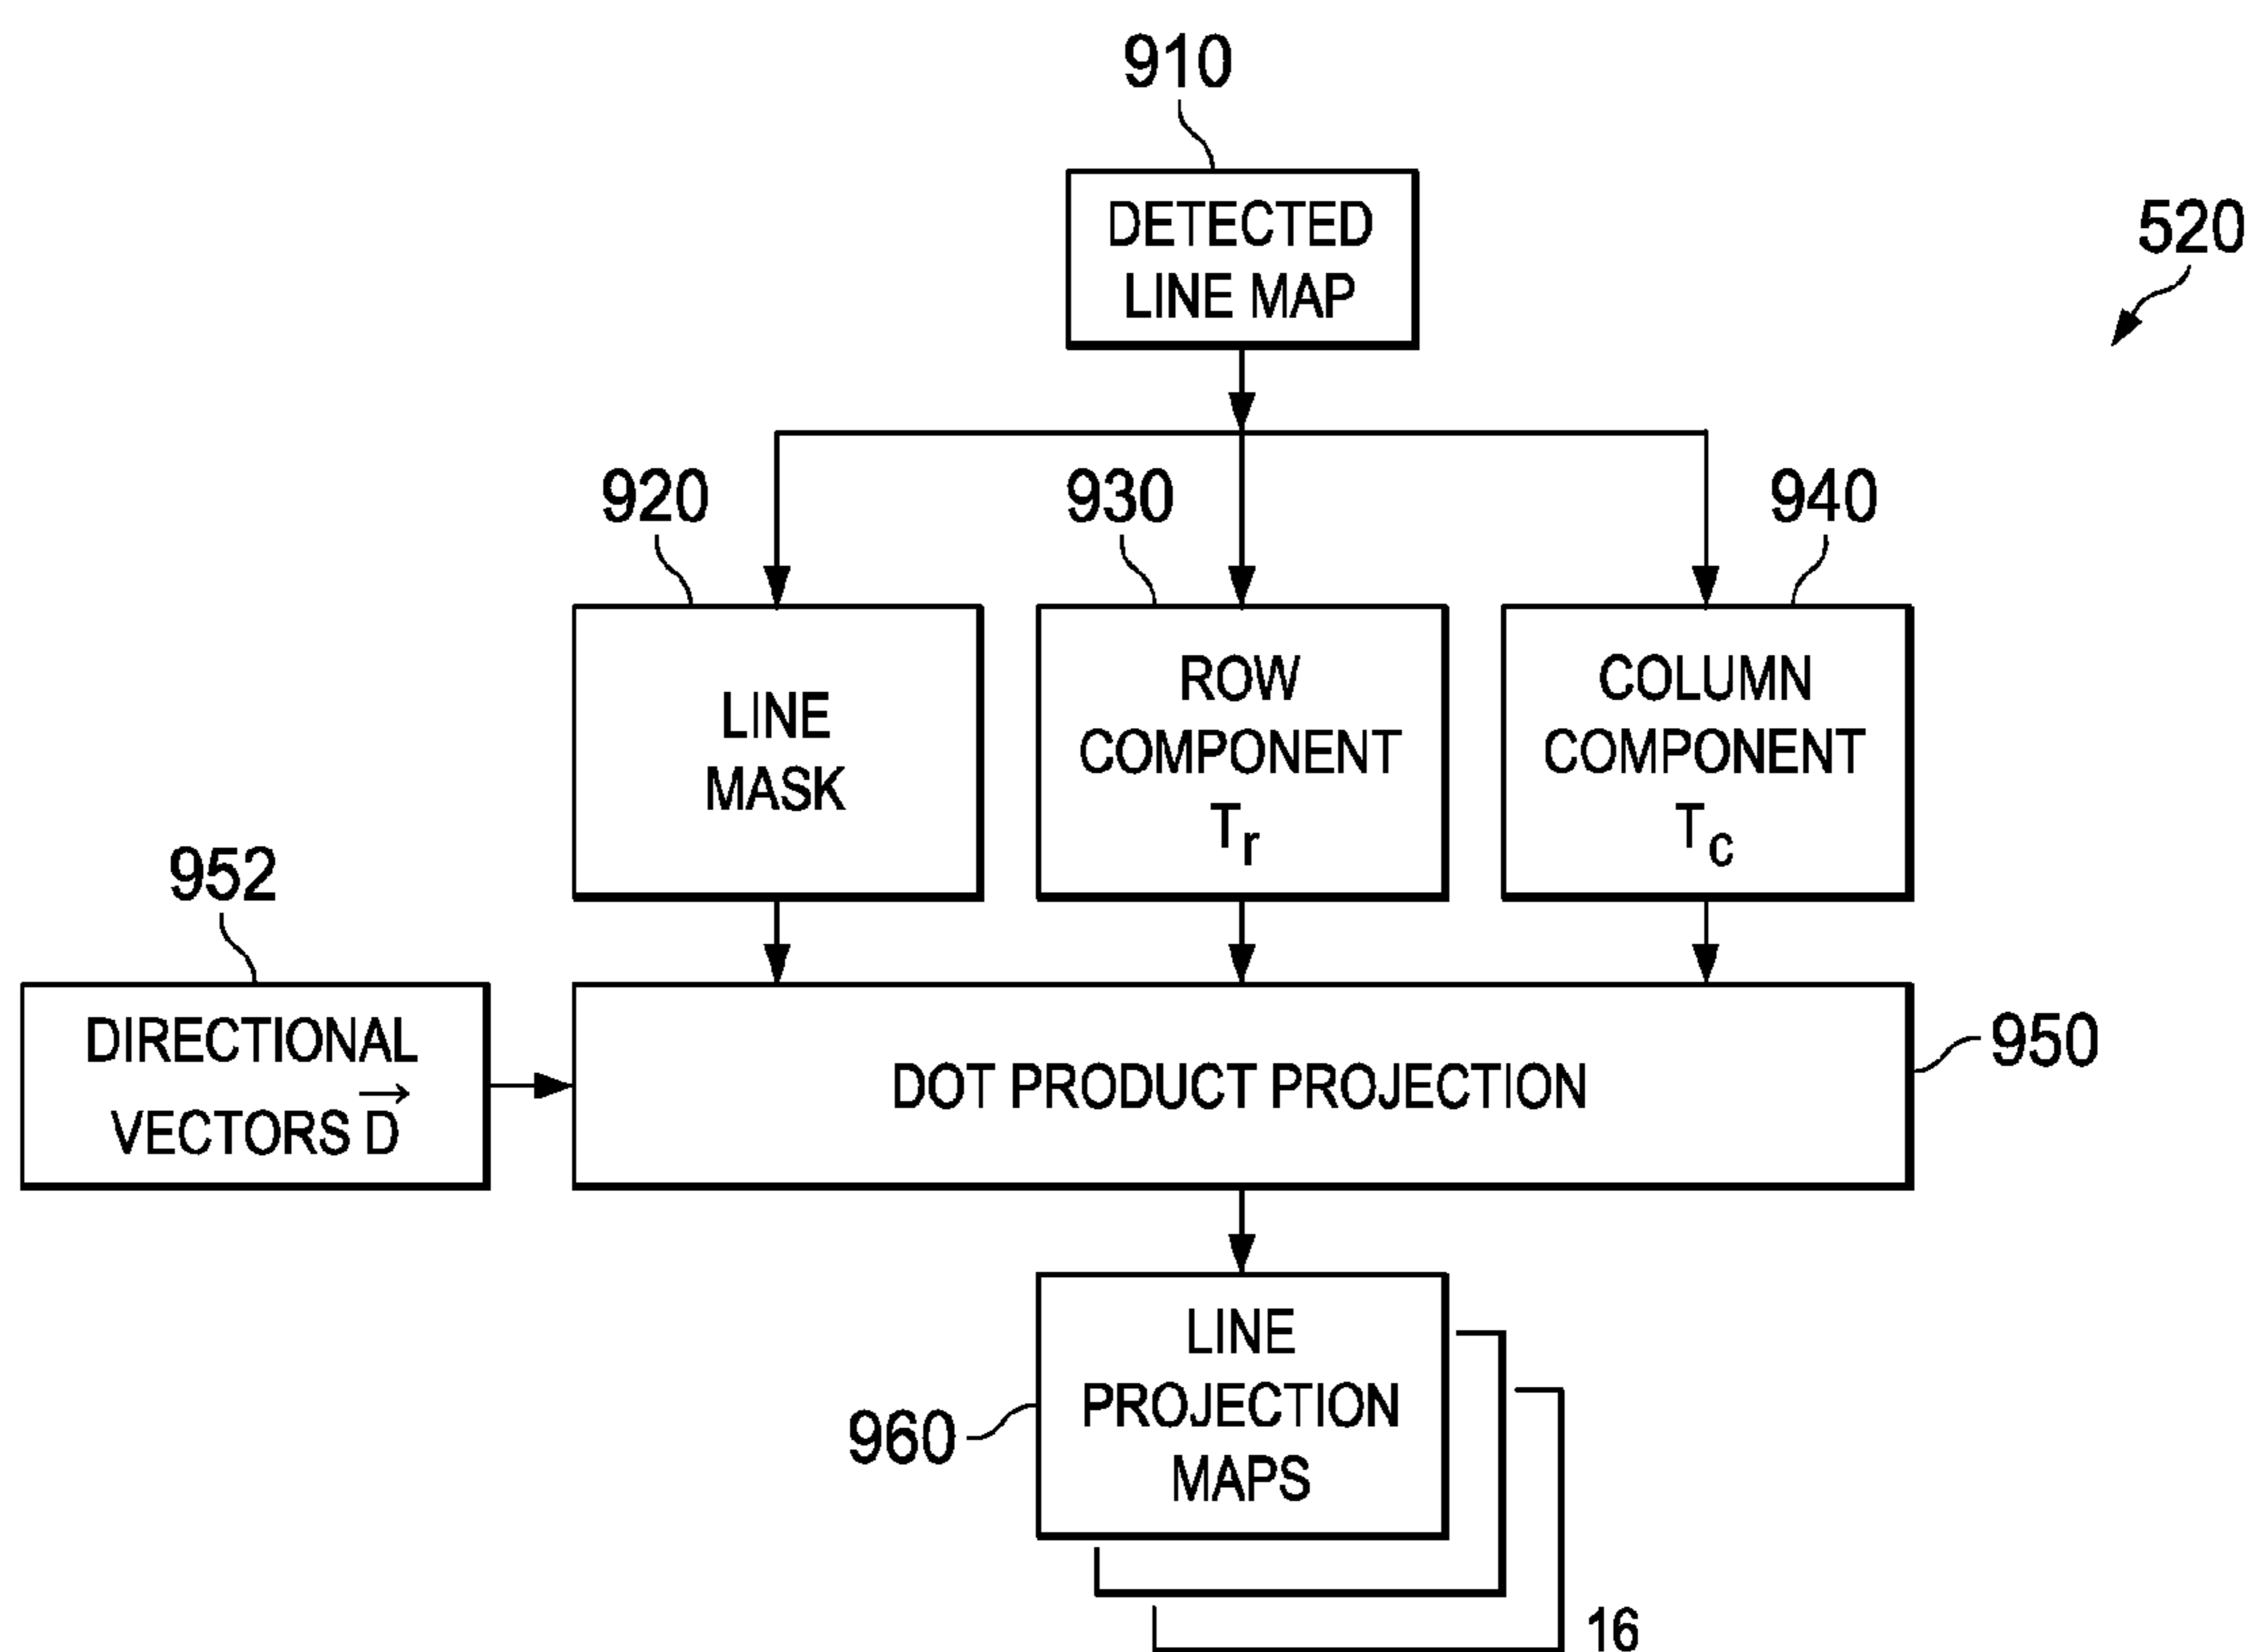 910
DETECTED
LINE MAP
520
920
930
940
LINE
MASK
ROW
COMPONENT
Tr
COLUMN
COMPONENT
Tc
952
DIRECTIONAL
VECTORS D⃗
DOT PRODUCT PROJECTION
950
LINE
PROJECTION
MAPS
960
16